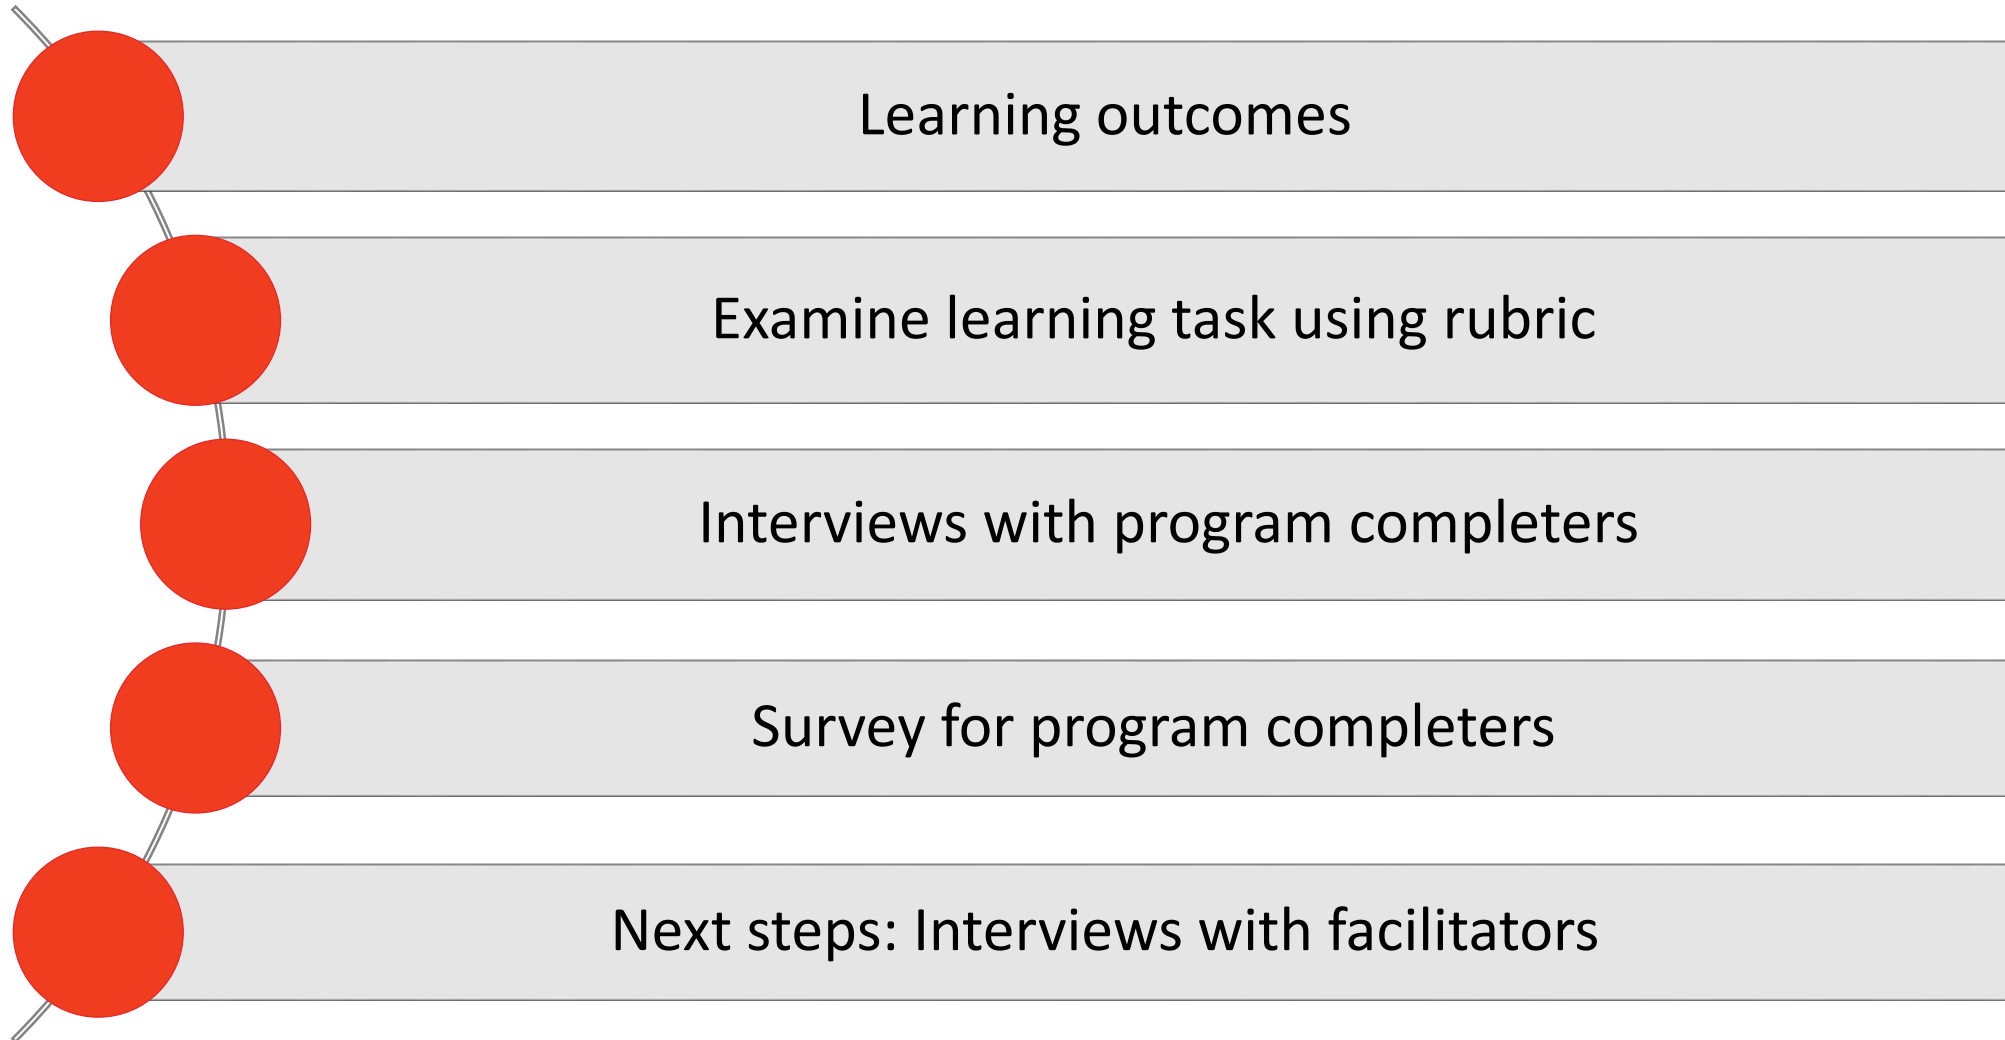 Learning outcomes
Examine learning task using rubric
Interviews with program completers
Survey for program completers
Next steps: Interviews with facilitators